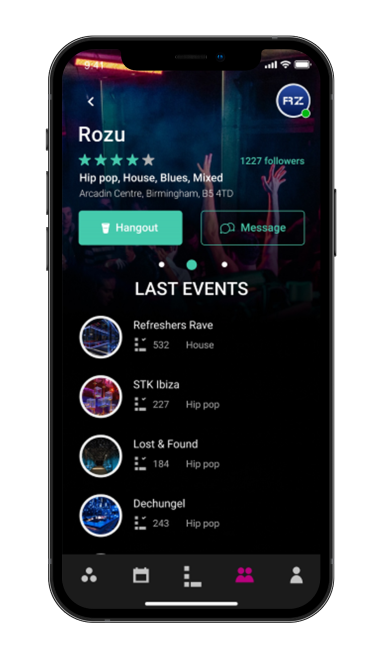 9:41
RZ
Rozu
1227 followers
Hip pop, House, Blues, Mixed
Arcadin Centre, Birmingham, B5 4TD
Hangout
Message
LAST EVENTS
Refreshers Rave
532 House
STK Ibiza
227 Hip pop
Lost & Found
184 Hip pop
Dechungel
243 Hip pop